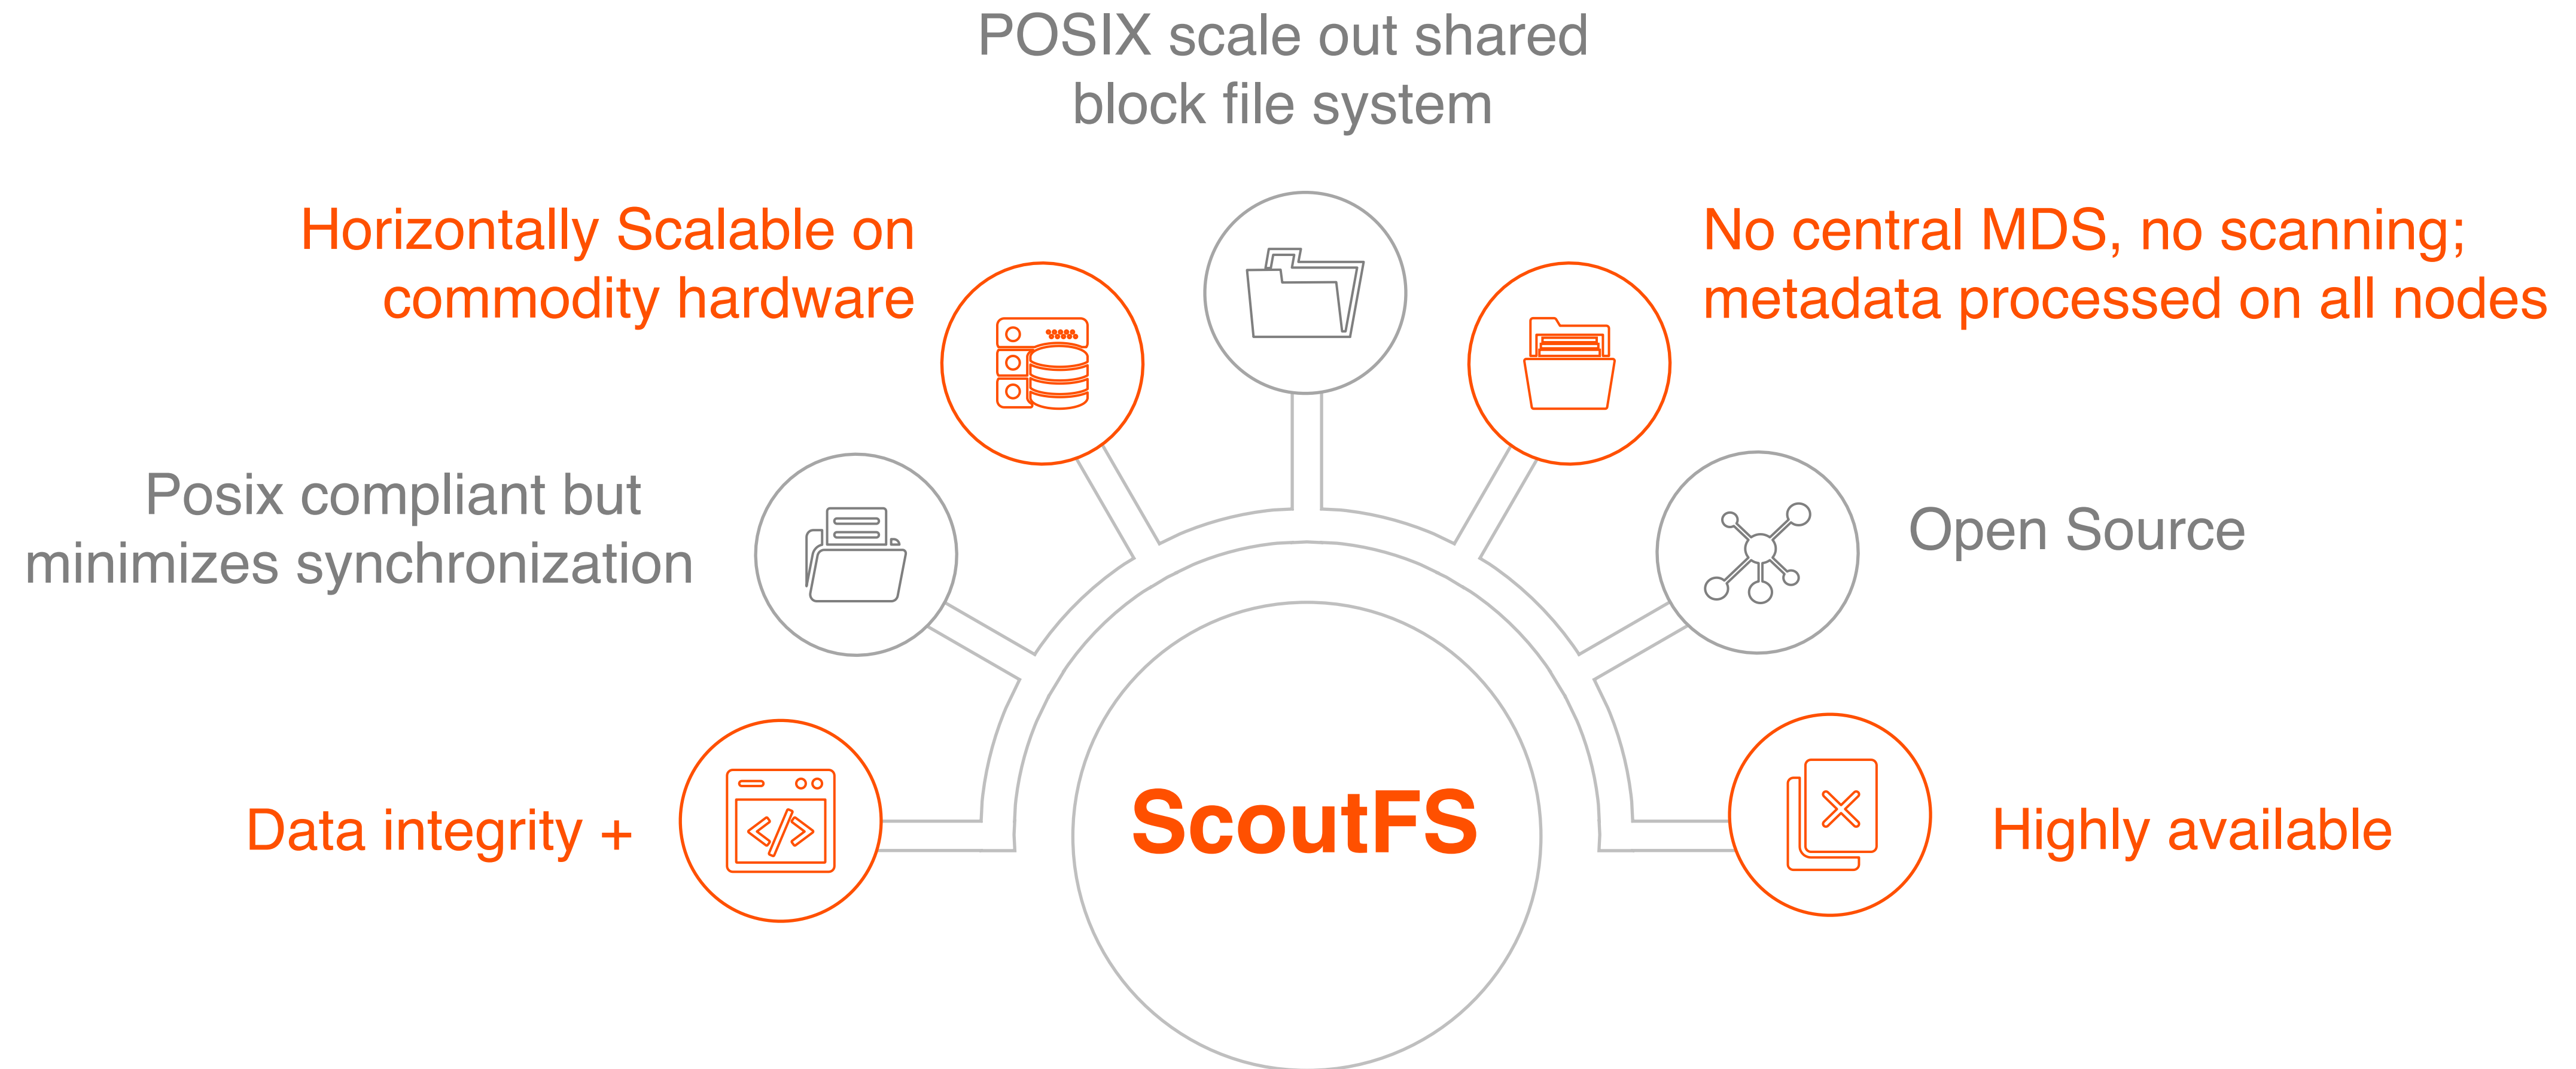 POSIX scale out shared
block file system
Horizontally Scalable on
commodity hardware
No central MDS, no scanning;
metadata processed on all nodes
Posix compliant but
minimizes synchronization
Open Source
Data integrity +
ScoutFS
Highly available